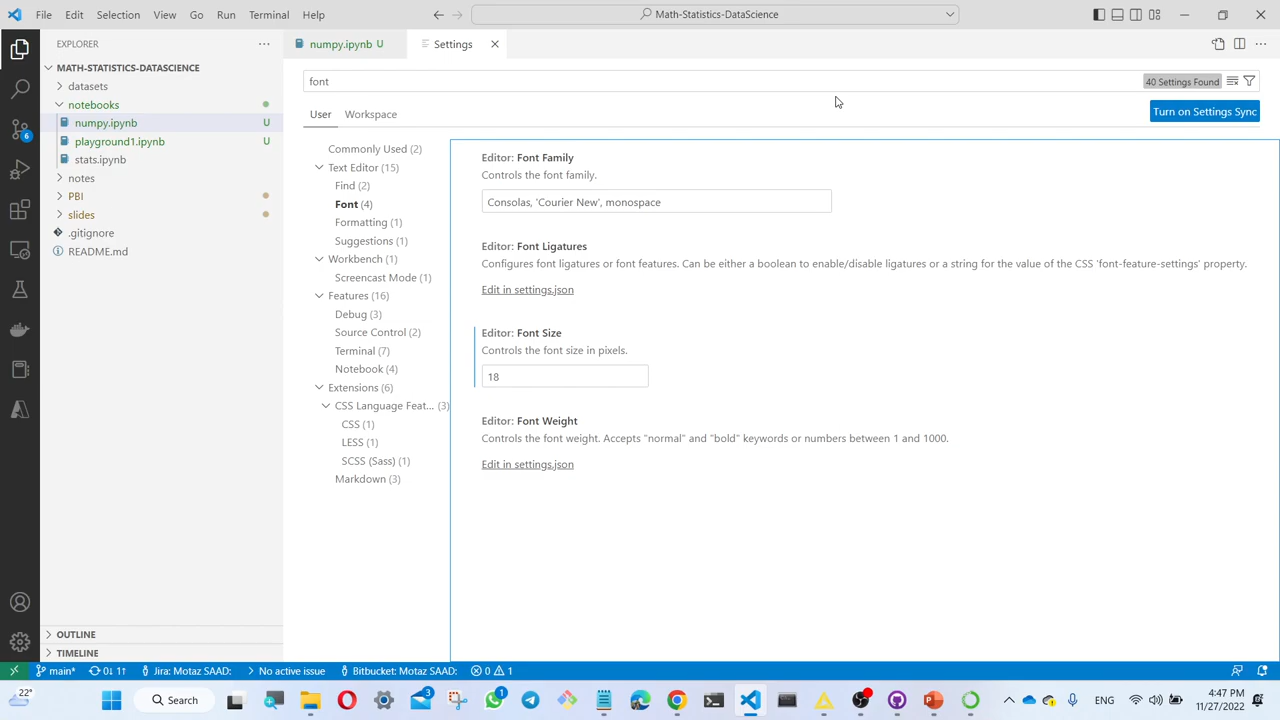 File Edit Selection View Go Run Terminal Help
Math-Statistics-DataScience
EXPLORER
numpy.ipynb U
Settings
MATH-STATISTICS-DATASCIENCE
datasets
notebooks
numpy.ipynb U
playground1.ipynb U
stats.ipynb
notes
PBI
slides
.gitignore
README.md
OUTLINE
TIMELINE
6
font
40 Settings Found
User Workspace
Turn on Settings Sync
Commonly Used (2)
Text Editor (15)
Find (2)
Font (4)
Formatting (1)
Suggestions (1)
Workbench (1)
Screencast Mode (1)
Features (16)
Debug (3)
Source Control (2)
Terminal (7)
Notebook (4)
Extensions (6)
CSS Language Feat... (3)
CSS (1)
LESS (1)
SCSS (Sass) (1)
Markdown (3)
Editor: Font Family
Controls the font family.
Consolas, 'Courier New', monospace
Editor: Font Ligatures
Configures font ligatures or font features. Can be either a boolean to enable/disable ligatures or a string for the value of the CSS 'font-feature-settings' property.
Edit in settings.json
Editor: Font Size
Controls the font size in pixels.
18
Editor: Font Weight
Controls the font weight. Accepts "normal" and "bold" keywords or numbers between 1 and 1000.
Edit in settings.json
main* 0↓ 1↑ Jira: Motaz SAAD: No active issue Bitbucket: Motaz SAAD: 0 1
22° Search 3 1 ENG 4:47 PM
11/27/2022